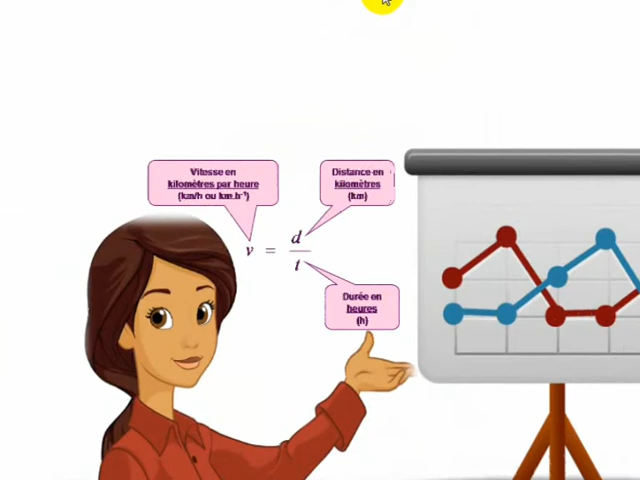 Vitesse en
kilomètres par heure
(km/h ou km.h⁻¹)
Distance en
kilomètres
(km)
v = d
t
Durée en
heures
(h)